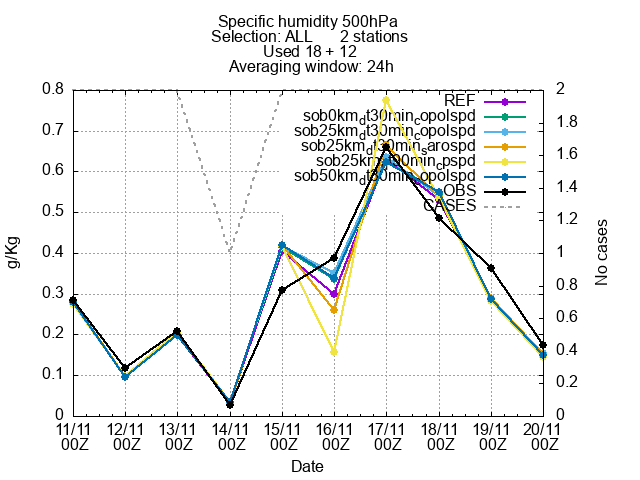 Specific humidity 500hPa
Selection: ALL 2 stations
Used 18 + 12
Averaging window: 24h
REF
sob0km_dt30min_copolspd
sob25km_dt30min_copolspd
sob25km_dt30min_sarospd
sob50km_dt30min_copolspd
OBS
CASES
0.8
0.7
0.6
0.5
0.4
0.3
0.2
0.1
0
2
1.8
1.6
1.4
1.2
1
0.8
0.6
0.4
0.2
0
g/Kg
No cases
11/11 12/11 13/11 14/11 15/11 16/11 17/11 18/11 19/11 20/11
00Z 00Z 00Z 00Z 00Z 00Z 00Z 00Z 00Z 00Z
Date